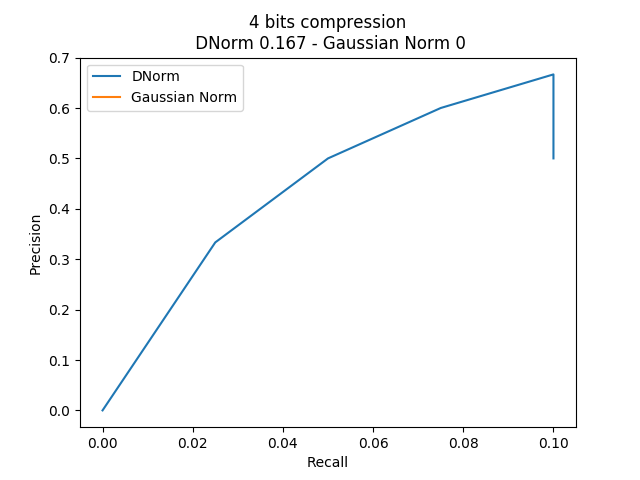 4 bits compression
DNorm 0.167 - Gaussian Norm 0
DNorm
Gaussian Norm
0.7
0.6
0.5
0.4
0.3
0.2
0.1
0.0
Precision
0.00 0.02 0.04 0.06 0.08 0.10
Recall